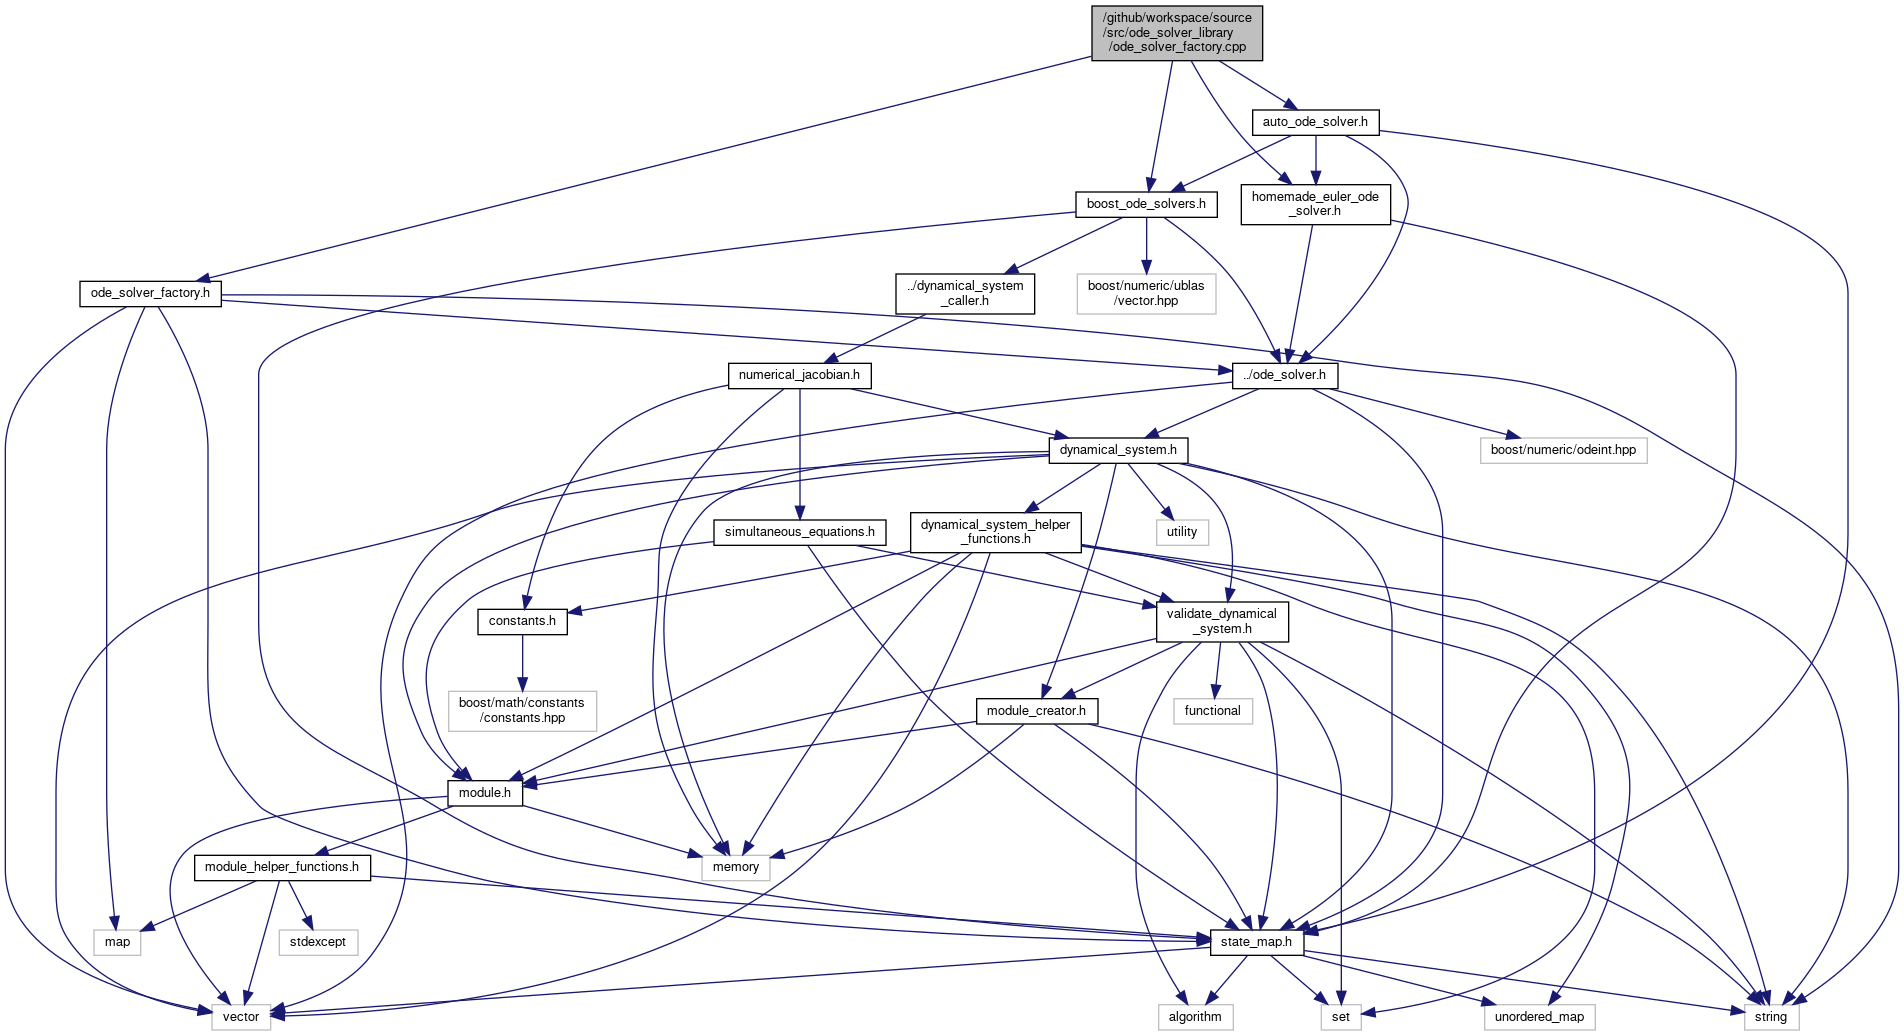 /github/workspace/source
/src/ode_solver_library
/ode_solver_factory.cpp
auto_ode_solver.h
boost_ode_solvers.h
homemade_euler_ode
_solver.h
ode_solver_factory.h
../dynamical_system
_caller.h
boost/numeric/ublas
/vector.hpp
numerical_jacobian.h
../ode_solver.h
dynamical_system.h
boost/numeric/odeint.hpp
simultaneous_equations.h
dynamical_system_helper
_functions.h
utility
constants.h
validate_dynamical
_system.h
boost/math/constants
/constants.hpp
module_creator.h
functional
module.h
module_helper_functions.h
memory
map
stdexcept
state_map.h
vector
algorithm
set
unordered_map
string